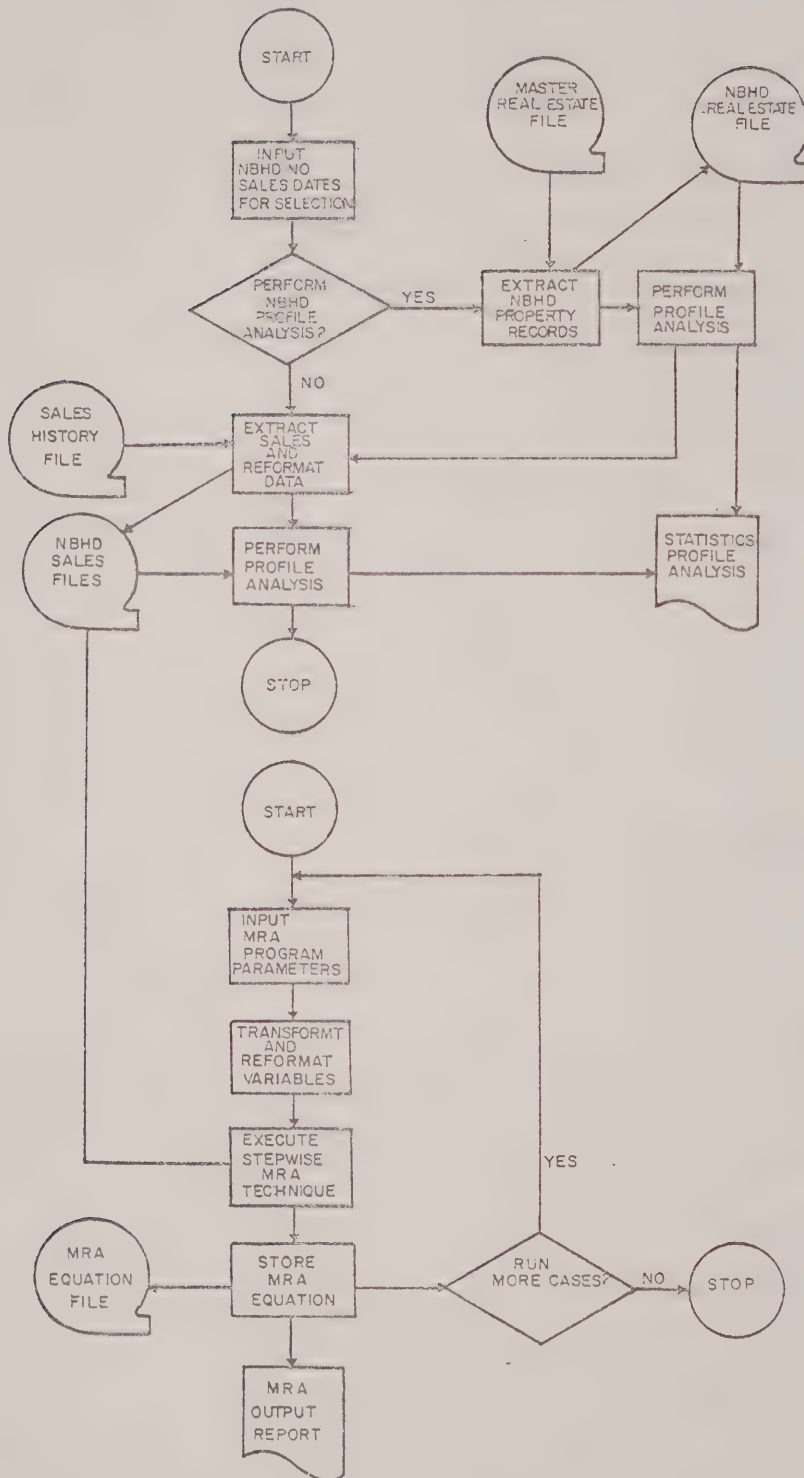 START
MASTER
REAL ESTATE
FILE
NBHD
REAL ESTATE
FILE
INPUT
NBHD NO
SALES DATES
FOR SELECTION
PERFORM
NBHD
PROFILE
ANALYSIS?
YES
EXTRACT
NBHD
PROPERTY
RECORDS
PERFORM
PROFILE
ANALYSIS
NO
SALES
HISTORY
FILE
EXTRACT
SALES
AND
REFORMAT
DATA
NBHD
SALES
FILES
PERFORM
PROFILE
ANALYSIS
STATISTICS
PROFILE
ANALYSIS
STOP
START
INPUT
MRA
PROGRAM
PARAMETERS
TRANSFORMT
AND
REFORMAT
VARIABLES
EXECUTE
STEPWISE
MRA
TECHNIQUE
YES
MRA
EQUATION
FILE
STORE
MRA
EQUATION
RUN
MORE CASES?
NO
STOP
MRA
OUTPUT
REPORT